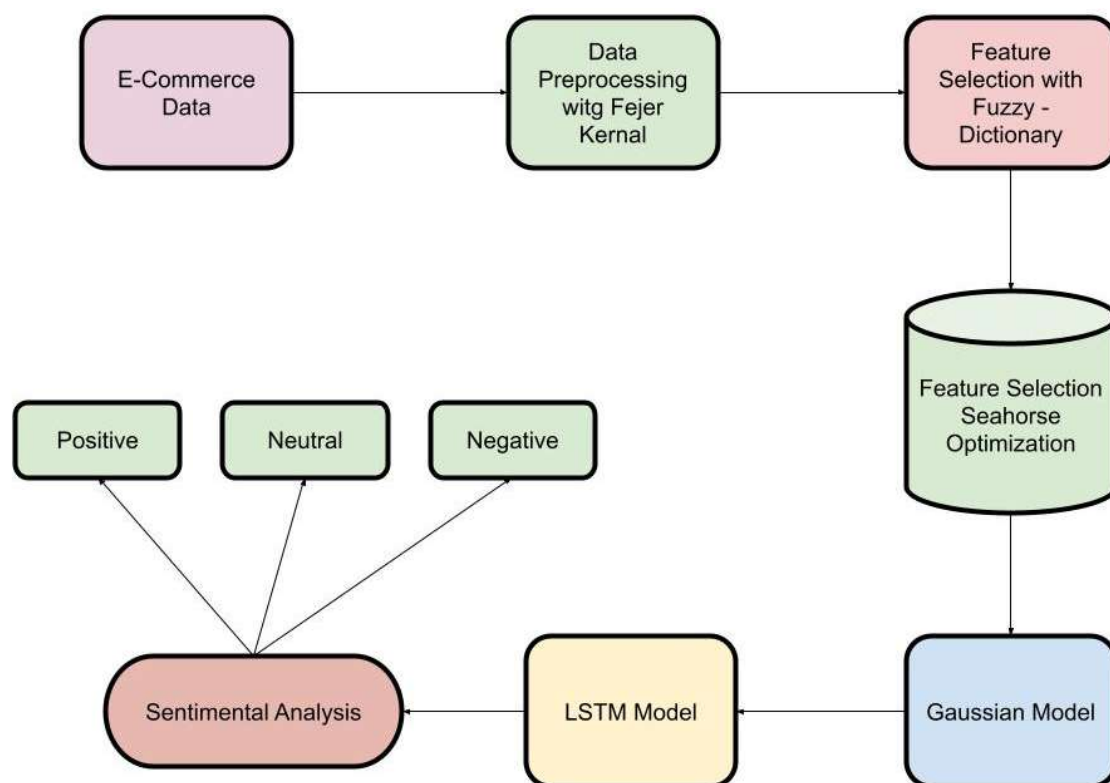 E-Commerce
Data
Data
Preprocessing
witg Fejer
Kernal
Feature
Selection with
Fuzzy -
Dictionary
Feature Selection
Seahorse
Optimization
Positive
Neutral
Negative
Sentimental Analysis
LSTM Model
Gaussian Model